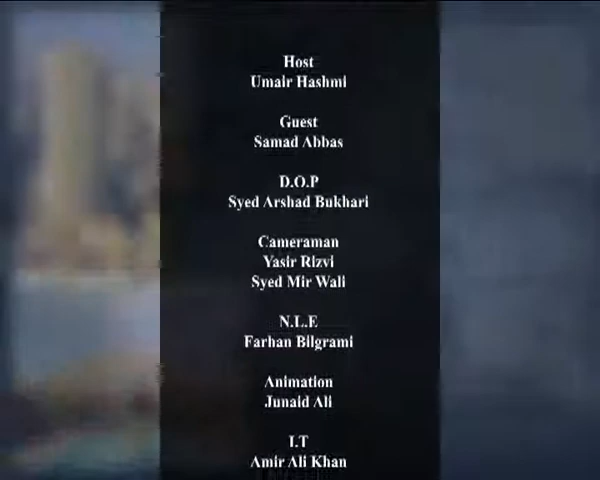 Host
Umair Hashmi
Guest
Samad Abbas
D.O.P
Syed Arshad Bukhari
Cameraman
Yasir Rizvi
Syed Mir Wali
N.L.E
Farhan Bilgrami
Animation
Junaid Ali
I.T
Amir Ali Khan